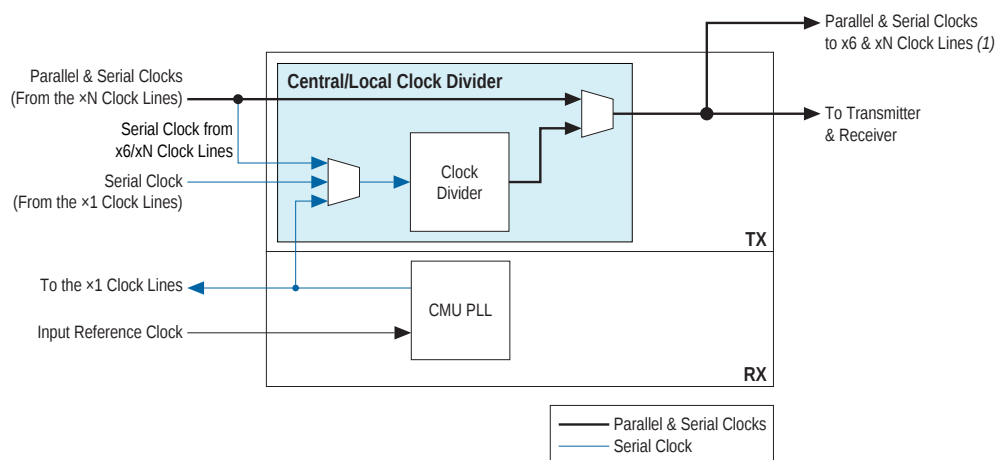 Parallel & Serial Clocks
to x6 & xN Clock Lines (1)
Parallel & Serial Clocks
(From the ×N Clock Lines)
Central/Local Clock Divider
To Transmitter
& Receiver
Serial Clock from
x6/xN Clock Lines
Serial Clock
(From the ×1 Clock Lines)
Clock
Divider
TX
To the ×1 Clock Lines
CMU PLL
Input Reference Clock
RX
Parallel & Serial Clocks
Serial Clock